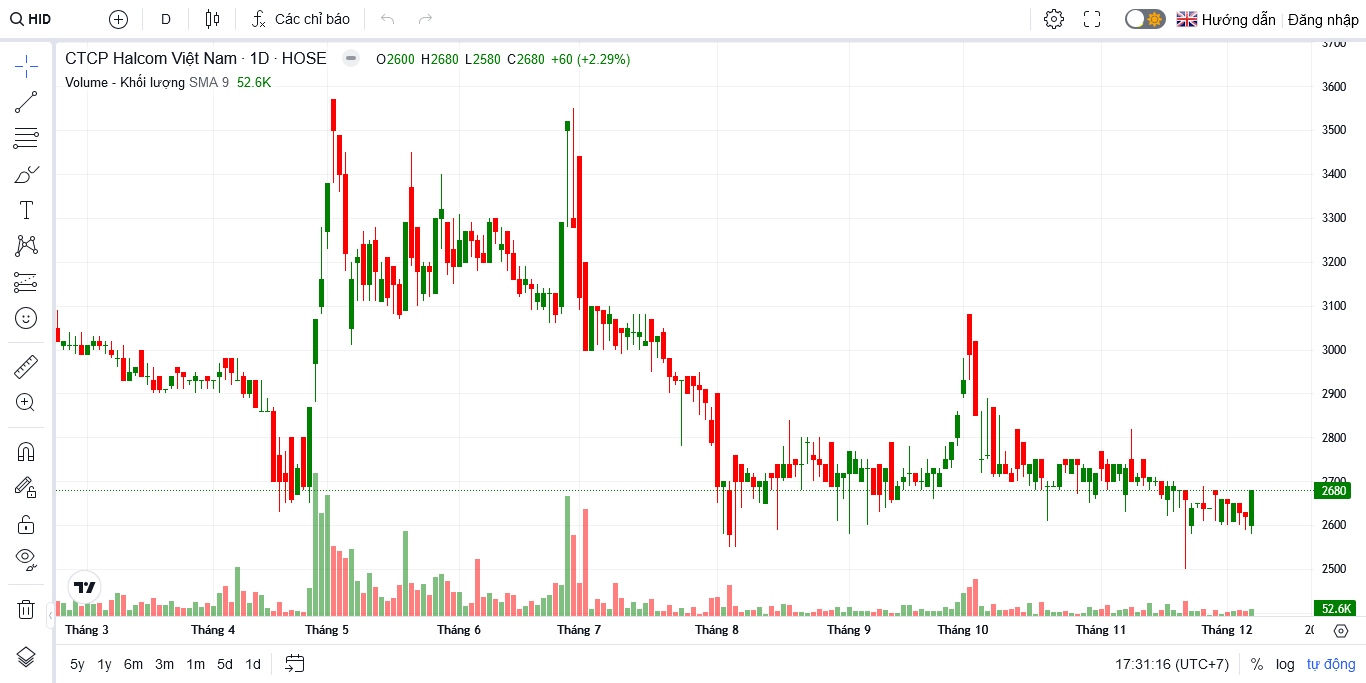 HID
D
Các chỉ báo
Hướng dẫn
Đăng nhập
CTCP Halcom Việt Nam · 1D · HOSE
O2600 H2680 L2580 C2680 +60 (+2.29%)
Volume - Khối lượng SMA 9 52.6K
3700
3600
3500
3400
3300
3200
3100
3000
2900
2800
2700
2680
2600
2500
52.6K
Tháng 3
Tháng 4
Tháng 5
Tháng 6
Tháng 7
Tháng 8
Tháng 9
Tháng 10
Tháng 11
Tháng 12
5y 1y 6m 3m 1m 5d 1d
17:31:16 (UTC+7)
% log tự động